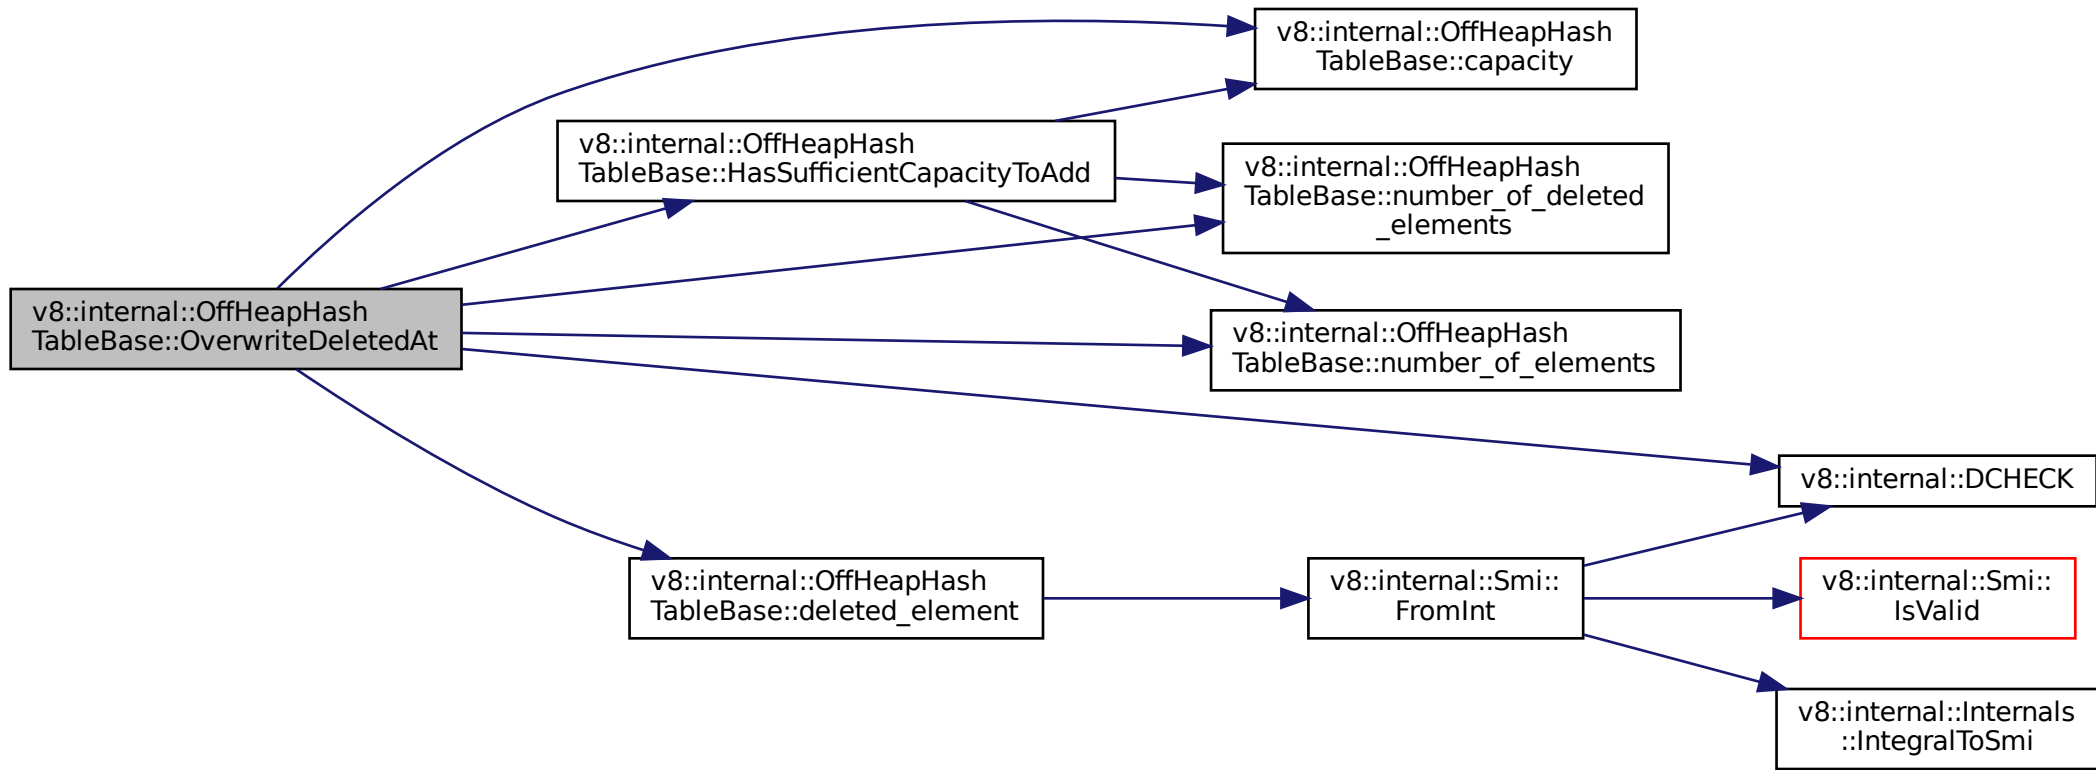 v8::internal::OffHeapHash
TableBase::capacity
v8::internal::OffHeapHash
TableBase::HasSufficientCapacityToAdd
v8::internal::OffHeapHash
TableBase::number_of_deleted
_elements
v8::internal::OffHeapHash
TableBase::OverwriteDeletedAt
v8::internal::OffHeapHash
TableBase::number_of_elements
v8::internal::DCHECK
v8::internal::OffHeapHash
TableBase::deleted_element
v8::internal::Smi::
FromInt
v8::internal::Smi::
IsValid
v8::internal::Internals
::IntegralToSmi